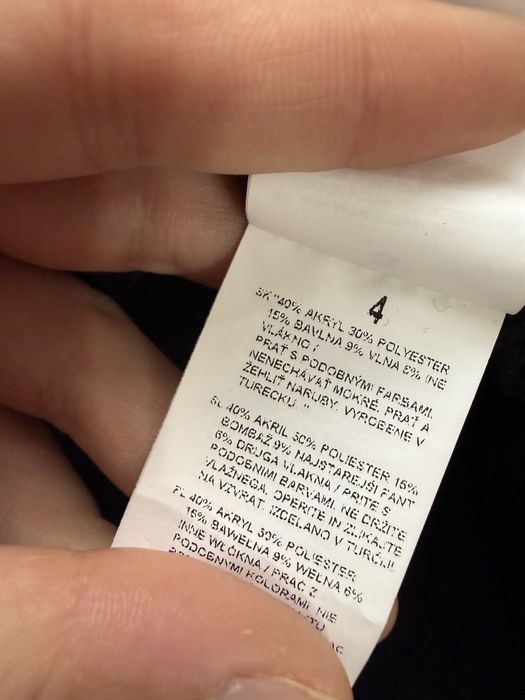 4
SK "40% AKRYL 30% POLYESTER
15% BAVLNA 9% VLNA 6% INÉ
VLÁKNO /
PRAŤ S PODOBNÝMI FARBAMI.
NENECHÁVAŤ MOKRÉ. PRAŤ A
ŽEHLIŤ NARUBY. VYROBENÉ V
TURECKU. "
SL 40% AKRIL 30% POLIESTER 15%
BOMBAŽ 9% NAJSTAREJŠI FANT
6% DRUGA VLAKNA / PRITE S
PODOBNIMI BARVAMI. NE DRŽITE
VLAŽNEGA. OPERITE IN ZLIKAJTE
NA VZVRAT. IZDELANO V TURČIJI.
PL 40% AKRYL 30% POLIESTER
15% BAWEŁNA 9% WEŁNA 6%
INNE WŁÓKNA / PRAĆ Z
PODOBNYMI KOLORAMI. NIE